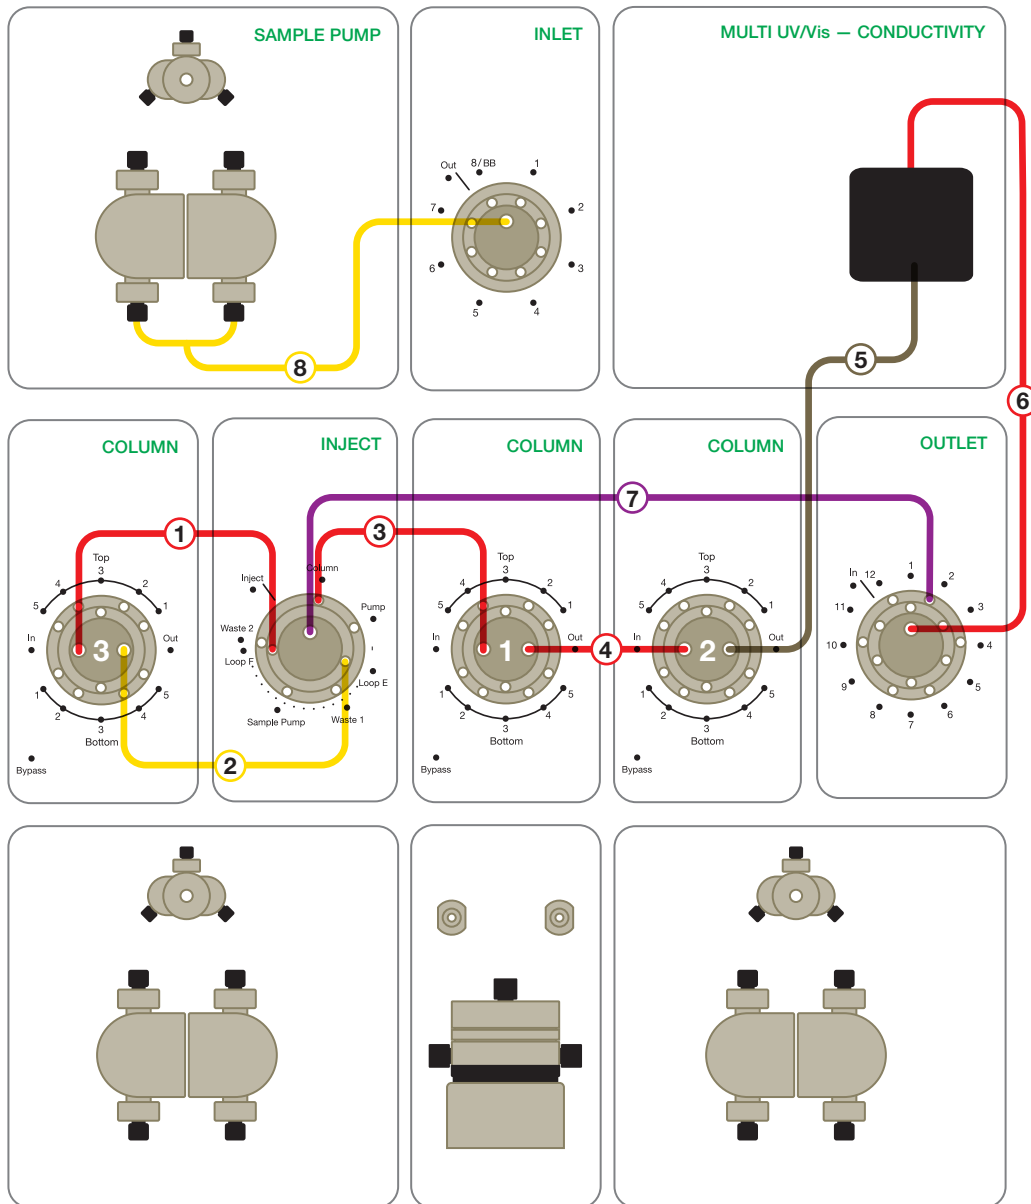 SAMPLE PUMP
INLET
MULTI UV/Vis — CONDUCTIVITY
Out
8/BB
1
7
2
6
3
5
4
8
5
6
COLUMN
INJECT
COLUMN
COLUMN
OUTLET
7
1
3
Top
3
4
2
5
1
In
Out
3
1
5
2
4
3
Bottom
Bypass
2
Column
Inject
Pump
Waste 2
Loop F
Loop E
Sample Pump
Waste 1
Top
3
4
2
5
1
In
Out
1
1
5
2
4
3
Bottom
Bypass
4
Top
3
4
2
5
1
In
Out
2
1
5
2
4
3
Bottom
Bypass
In
12
1
2
11
3
10
4
9
5
8
6
7